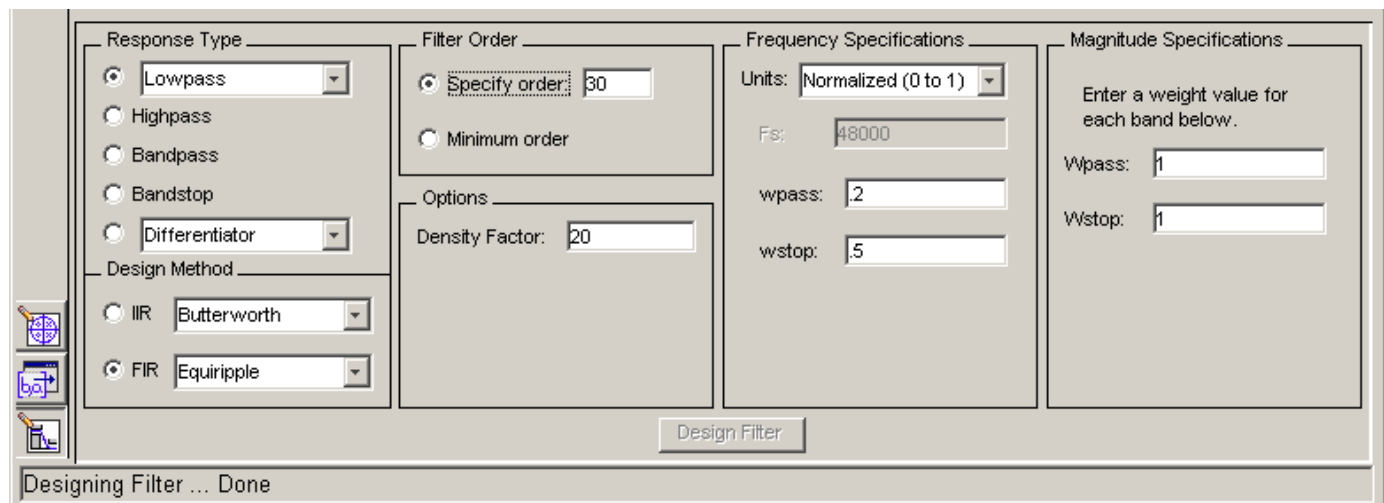 Response Type
Lowpass
Highpass
Bandpass
Bandstop
Differentiator
Design Method
IIR Butterworth
FIR Equiripple
Filter Order
Specify order: 30
Minimum order
Options
Density Factor: 20
Frequency Specifications
Units: Normalized (0 to 1)
Fs: 48000
wpass: .2
wstop: .5
Magnitude Specifications
Enter a weight value for
each band below.
Wpass: 1
Wstop: 1
Design Filter
Designing Filter ... Done